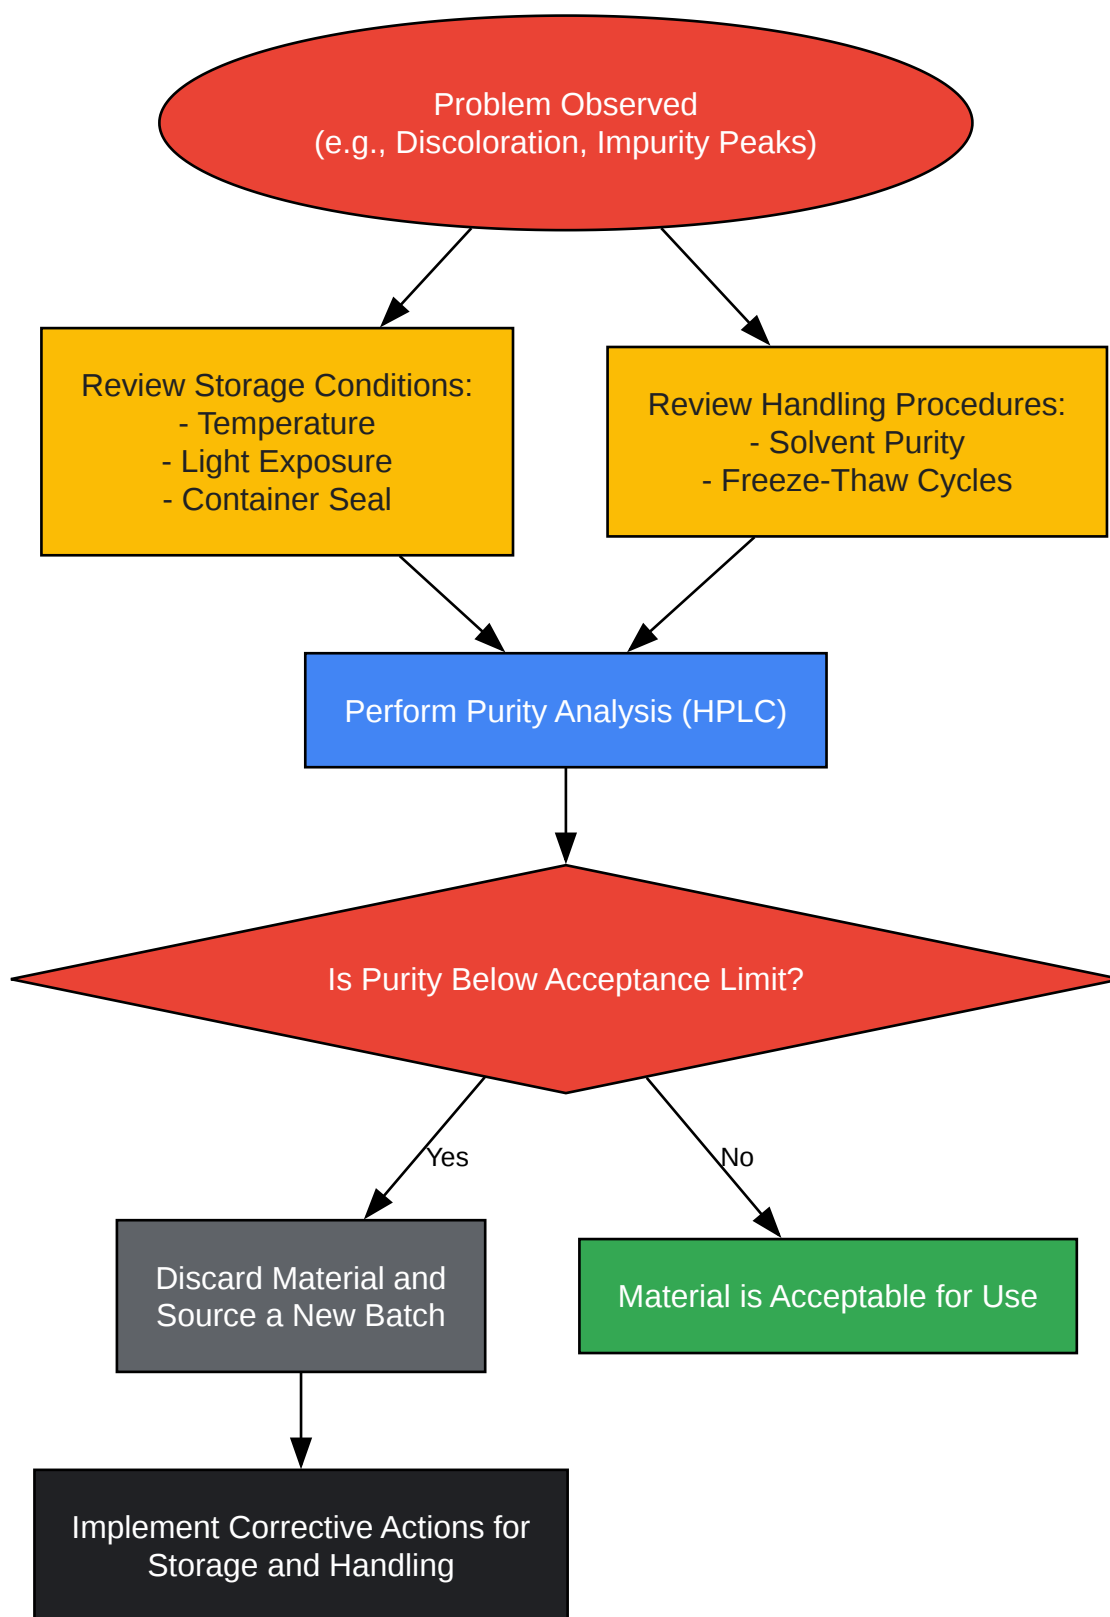 Problem Observed
(e.g., Discoloration, Impurity Peaks)
Review Storage Conditions:
- Temperature
- Light Exposure
- Container Seal
Review Handling Procedures:
- Solvent Purity
- Freeze-Thaw Cycles
Perform Purity Analysis (HPLC)
Is Purity Below Acceptance Limit?
Yes
No
Discard Material and
Source a New Batch
Material is Acceptable for Use
Implement Corrective Actions for
Storage and Handling